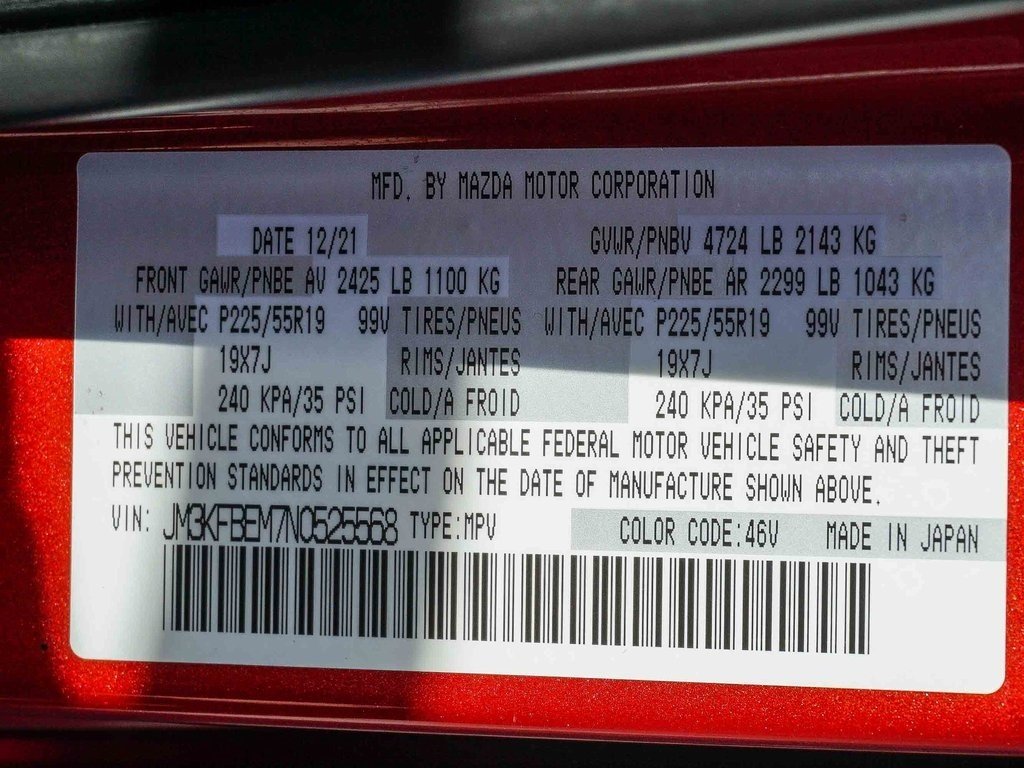 MFD. BY MAZDA MOTOR CORPORATION
DATE 12/21 GVWR/PNBV 4724 LB 2143 KG
FRONT GAWR/PNBE AV 2425 LB 1100 KG REAR GAWR/PNBE AR 2299 LB 1043 KG
WITH/AVEC P225/55R19 99V TIRES/PNEUS WITH/AVEC P225/55R19 99V TIRES/PNEUS
19X7J RIMS/JANTES 19X7J RIMS/JANTES
240 KPA/35 PSI COLD/A FROID 240 KPA/35 PSI COLD/A FROID
THIS VEHICLE CONFORMS TO ALL APPLICABLE FEDERAL MOTOR VEHICLE SAFETY AND THEFT
PREVENTION STANDARDS IN EFFECT ON THE DATE OF MANUFACTURE SHOWN ABOVE.
VIN: JM3KFBEM7N0525568 TYPE:MPV COLOR CODE:46V MADE IN JAPAN